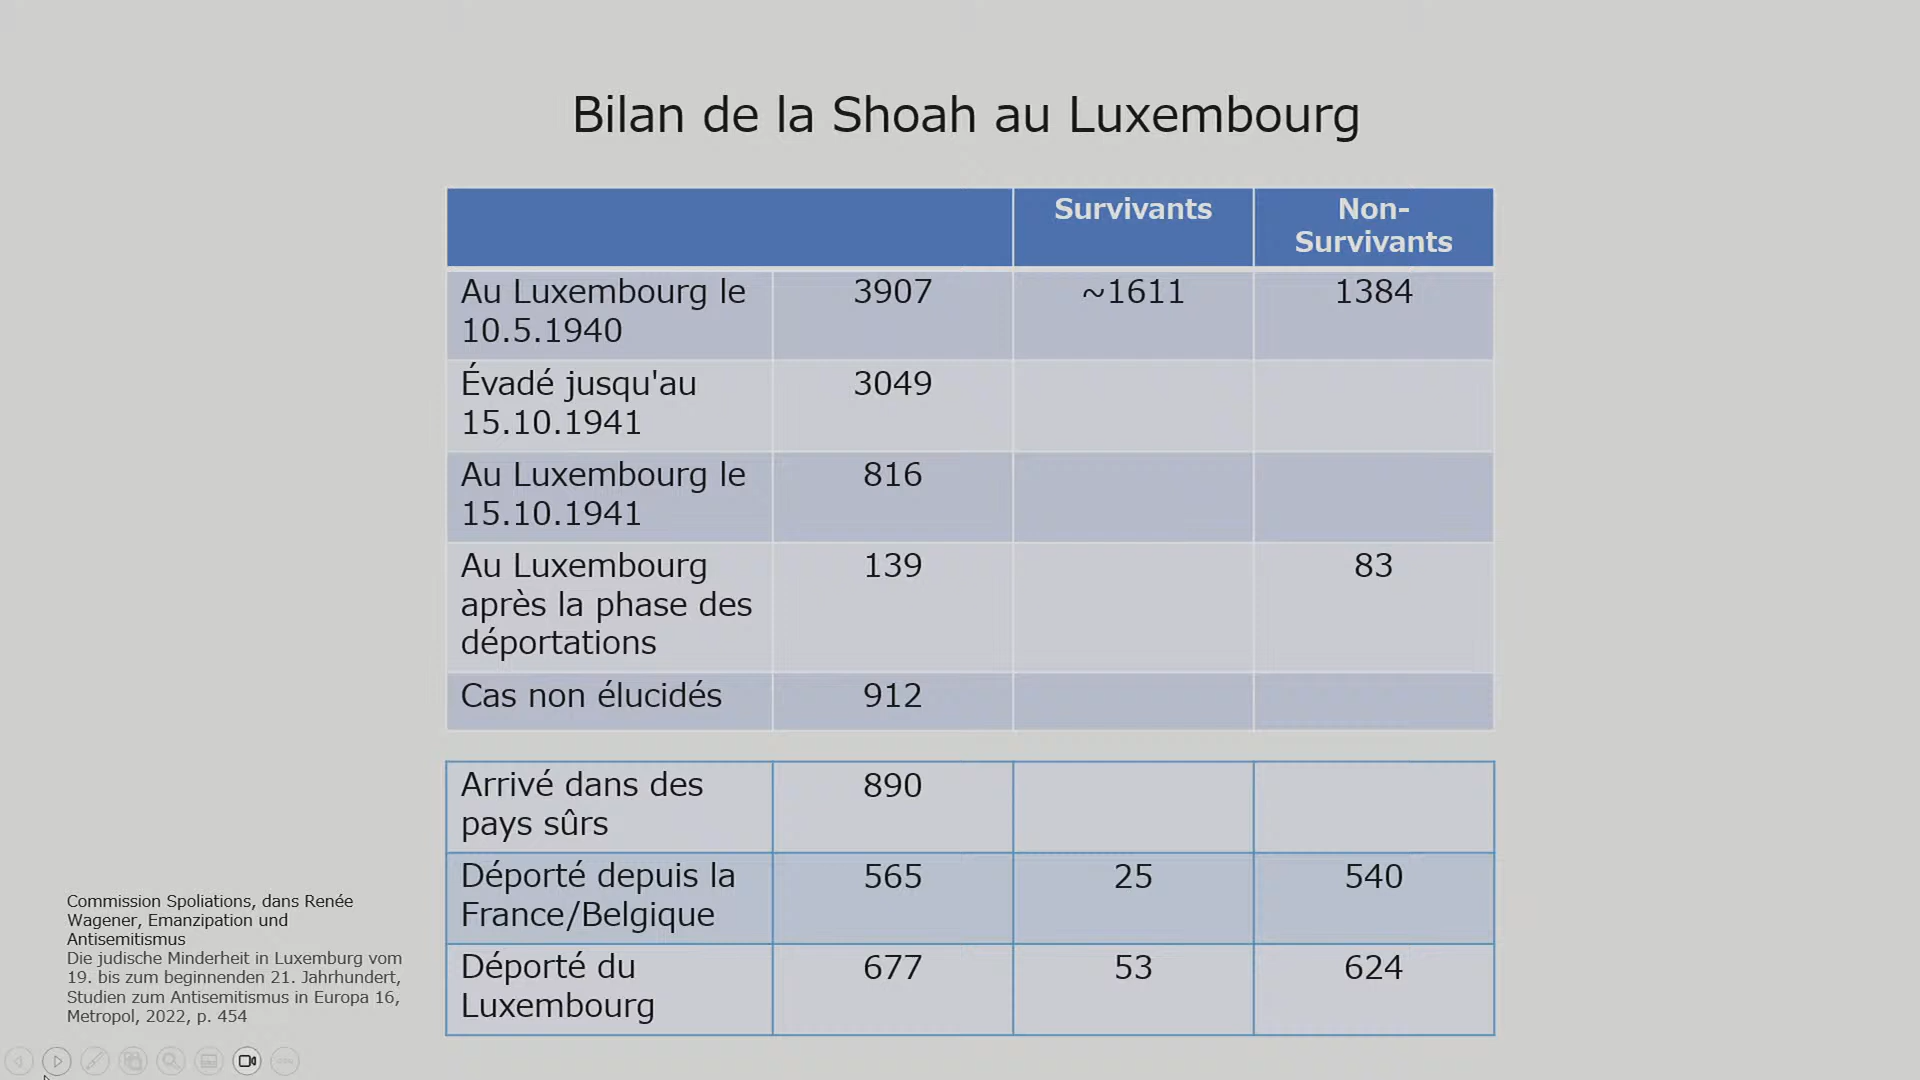 Bilan de la Shoah au Luxembourg
Survivants
Non-
Survivants
Au Luxembourg le
10.5.1940
3907
~1611
1384
Évadé jusqu'au
15.10.1941
3049
Au Luxembourg le
15.10.1941
816
Au Luxembourg
après la phase des
déportations
139
83
Cas non élucidés
912
Arrivé dans des
pays sûrs
890
Déporté depuis la
France/Belgique
565
25
540
Déporté du
Luxembourg
677
53
624
Commission Spoliations, dans Renée
Wagener, Emanzipation und
Antisemitismus
Die judische Minderheit in Luxemburg vom
19. bis zum beginnenden 21. Jahrhundert,
Studien zum Antisemitismus in Europa 16,
Metropol, 2022, p. 454